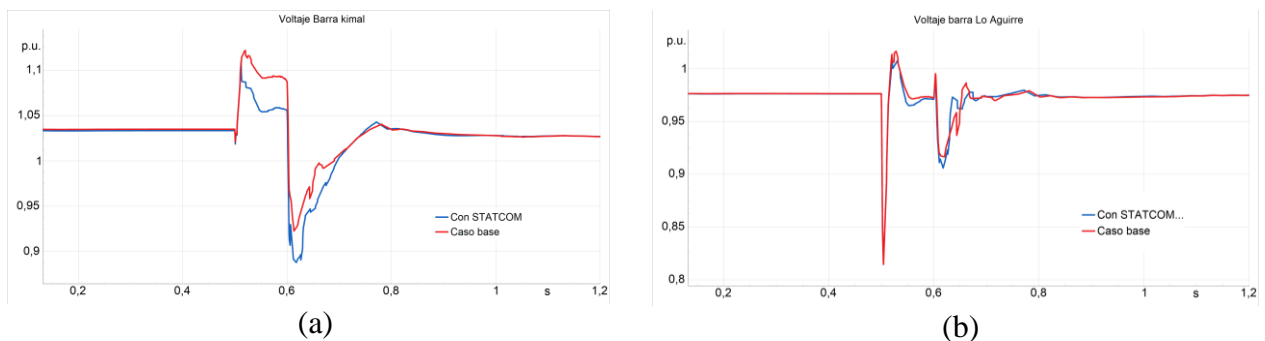 Voltaje Barra kimal
p.u.
1,1
1,05
1
0,95
0,9
Con STATCOM
Caso base
0,2 0,4 0,6 0,8 1 s 1,2
(a)
Voltaje barra Lo Aguirre
p.u.
1
0,95
0,9
0,85
0,8
Con STATCOM...
Caso base
0,2 0,4 0,6 0,8 1 s 1,2
(b)